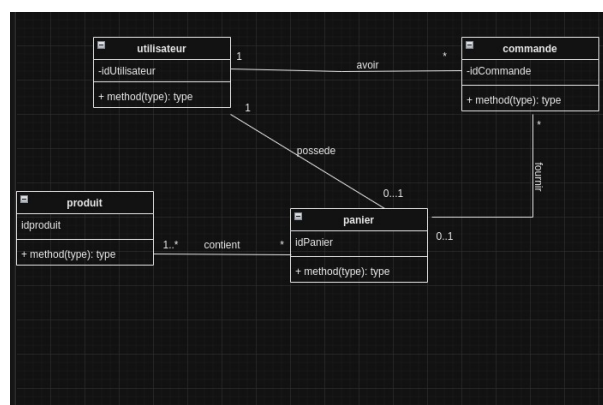 utilisateur
-idUtilisateur
+ method(type): type
1
avoir
*
commande
-idCommande
+ method(type): type
1
possede
0...1
*
fournir
0..1
produit
idproduit
+ method(type): type
1..*
contient
*
panier
idPanier
+ method(type): type